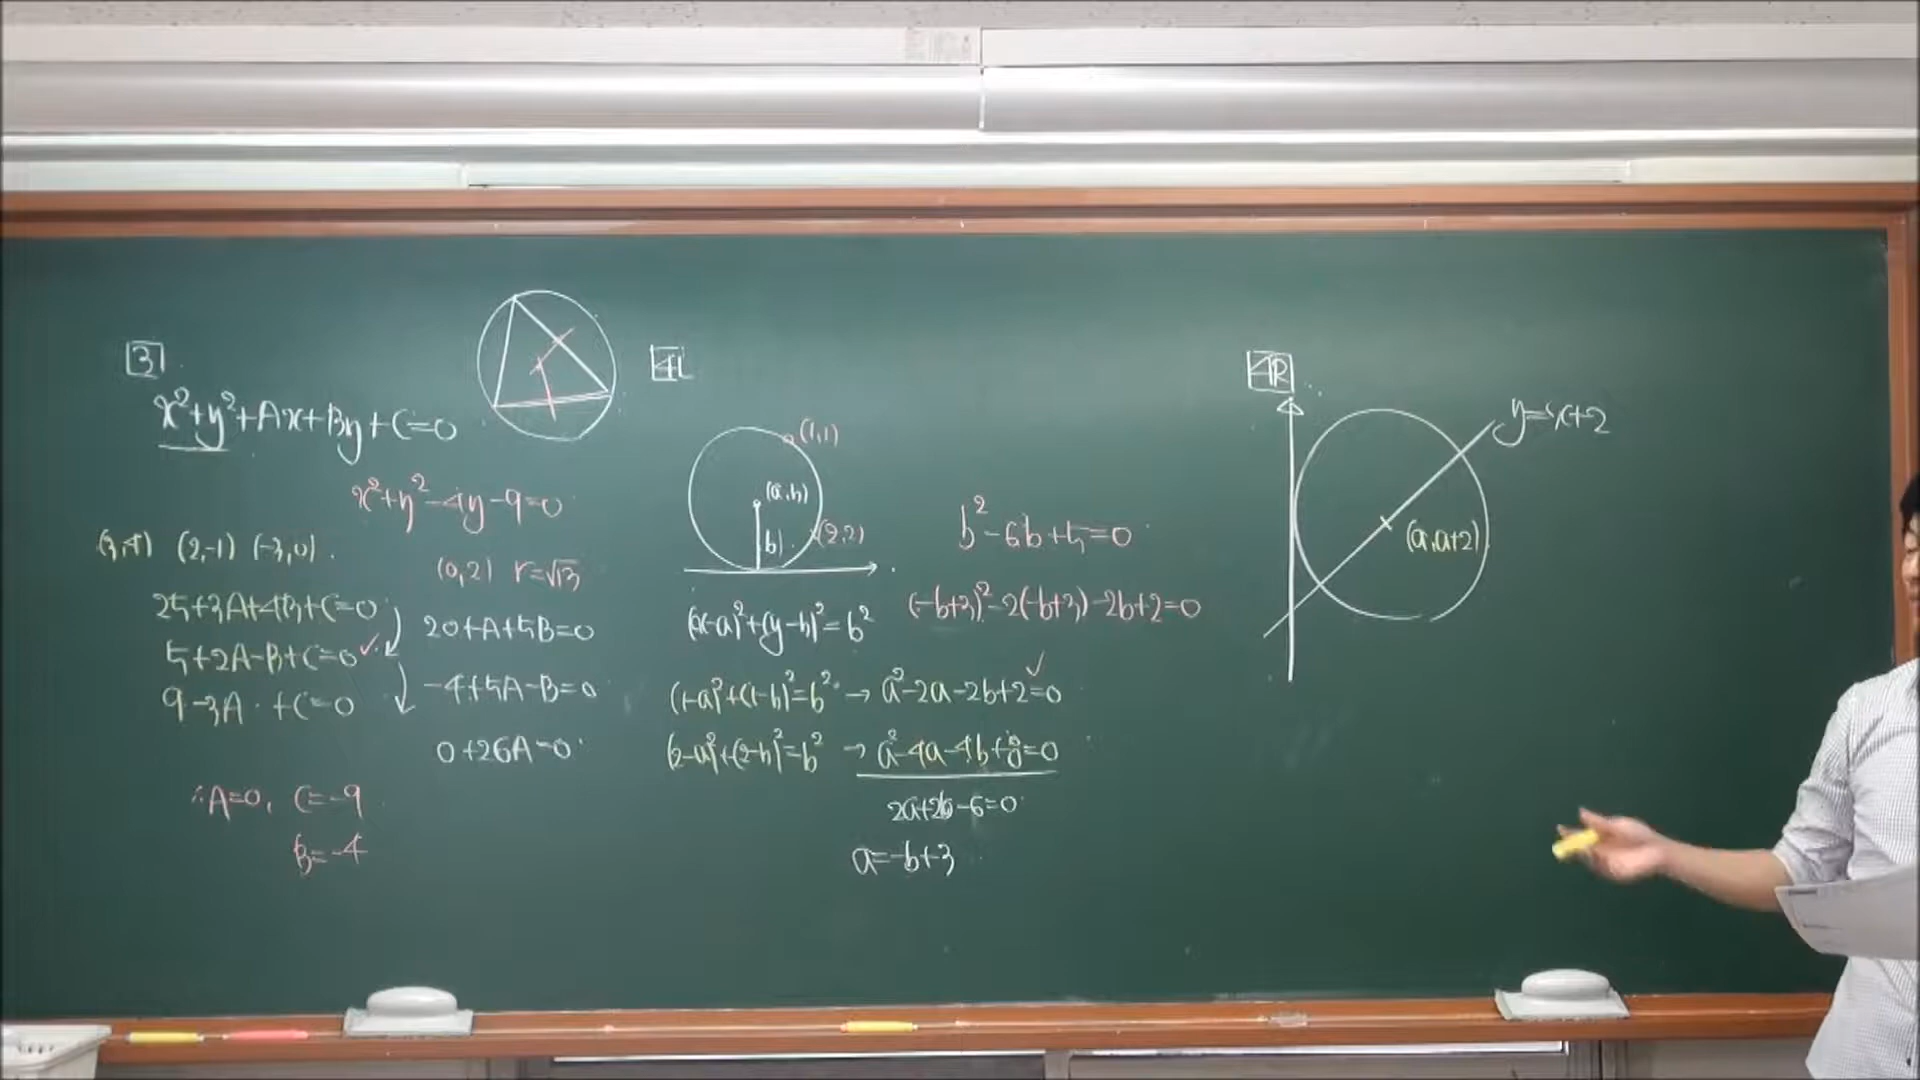 3
x²+y²+Ax+By+C=0
x²+y²-4y-9=0
(3,4) (2,-1) (-3,0)
(0,2) r=√13
25+3A+4B+C=0
5+2A-B+C=0 ✓
9-3A+C=0
20+A+5B=0
-4+5A-B=0
0+26A=0
∴A=0, C=-9
B=-4
4L
(1,1)
(a,b)
b
(2,2)
(x-a)²+(y-b)²=b²
(1-a)²+(1-b)²=b² → a²-2a-2b+2=0 ✓
(2-a)²+(2-b)²=b² → a²-4a-4b+8=0
2a+2b-6=0
a=-b+3
b²-6b+5=0
(-b+3)²-2(-b+3)-2b+2=0
4R
y=x+2
(a,a+2)